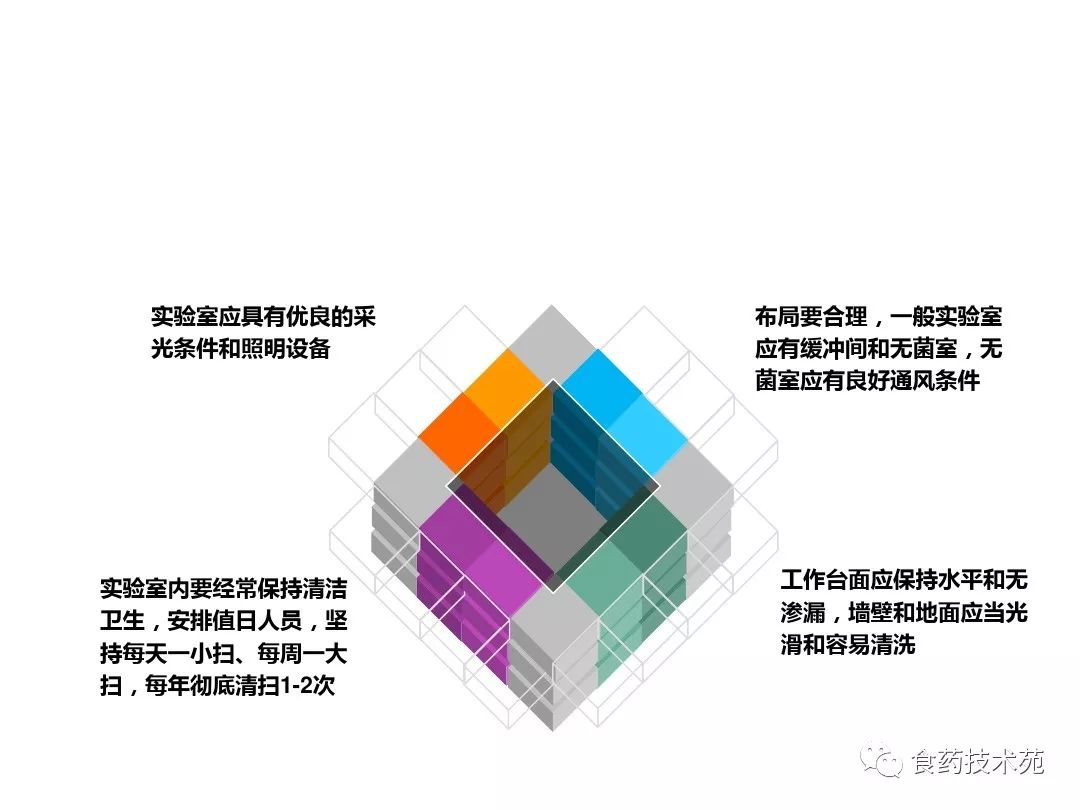 实验室应具有优良的采
光条件和照明设备
布局要合理，一般实验室
应有缓冲间和无菌室，无
菌室应有良好通风条件
实验室内要经常保持清洁
卫生，安排值日人员，坚
持每天一小扫、每周一大
扫，每年彻底清扫1-2次
工作台面应保持水平和无
渗漏，墙壁和地面应当光
滑和容易清洗
食药技术苑